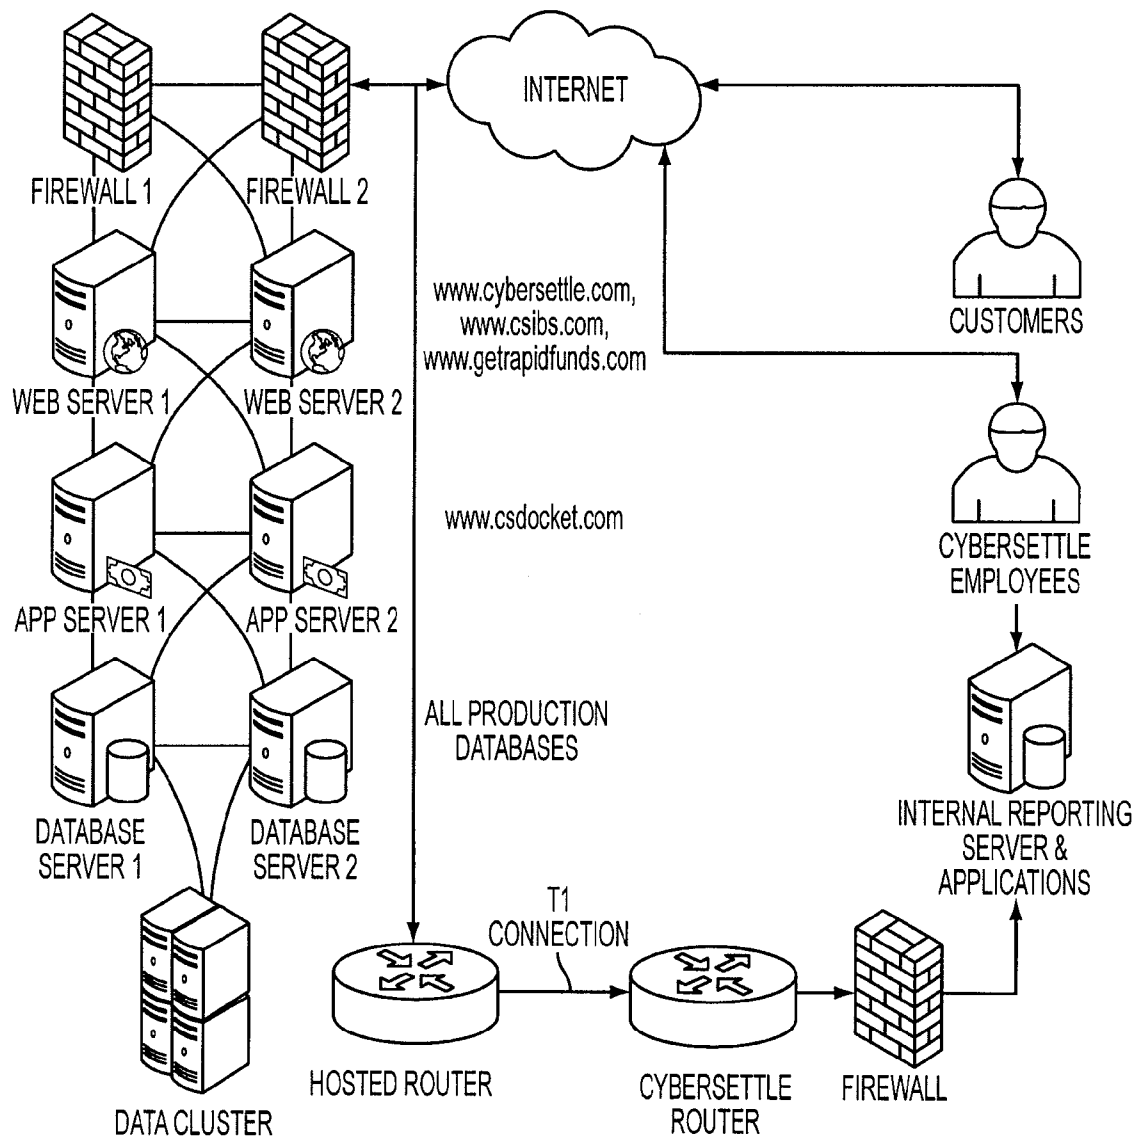 INTERNET
FIREWALL 1
FIREWALL 2
www.cybersettle.com,
www.csibs.com,
www.getrapidfunds.com
CUSTOMERS
WEB SERVER 1
WEB SERVER 2
www.csdocket.com
CYBERSETTLE
EMPLOYEES
APP SERVER 1
APP SERVER 2
ALL PRODUCTION
DATABASES
INTERNAL REPORTING
SERVER &
APPLICATIONS
DATABASE
SERVER 1
DATABASE
SERVER 2
T1
CONNECTION
HOSTED ROUTER
CYBERSETTLE
ROUTER
FIREWALL
DATA CLUSTER